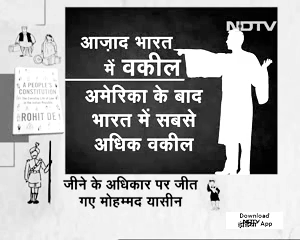 NDTV
आज़ाद भारत
में वकील
अमेरिका के बाद
भारत में सबसे
अधिक वकील
A PEOPLE'S
CONSTITUTION
ROHIT DE
जीने के अधिकार पर जीत
गए मोहम्मद यासीन
Download
NDTV
इंडिया App